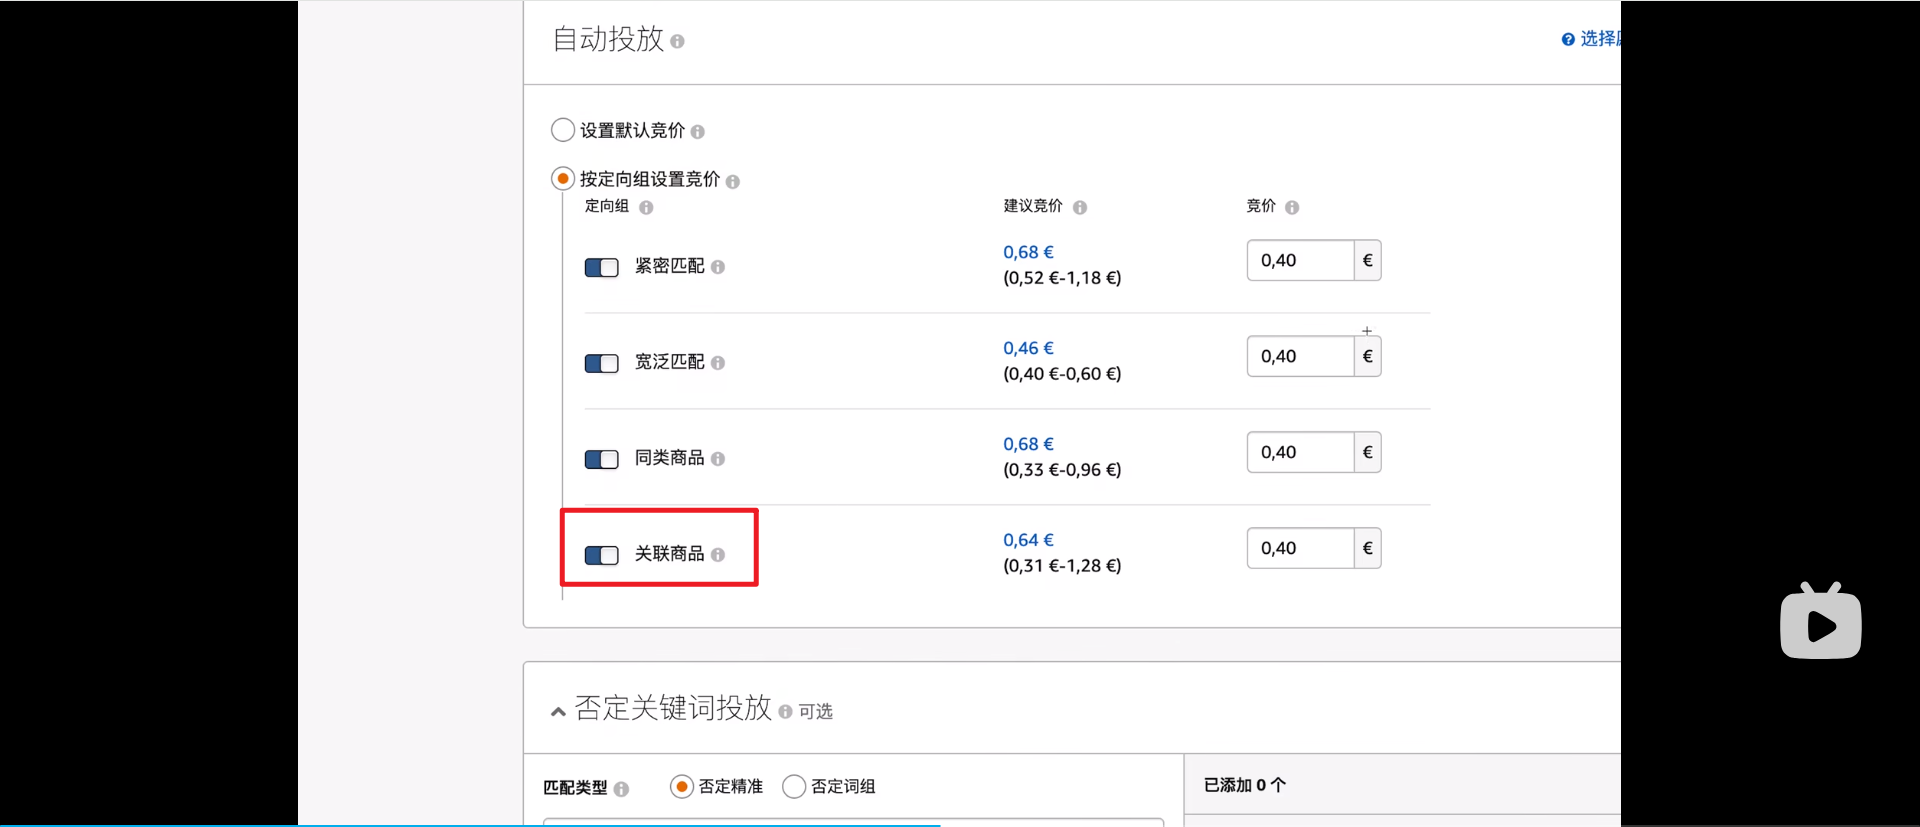 自动投放
选择
设置默认竞价
按定向组设置竞价
定向组 建议竞价 竞价
紧密匹配 0,68 € (0,52 €-1,18 €) 0,40 €
宽泛匹配 0,46 € (0,40 €-0,60 €) 0,40 €
同类商品 0,68 € (0,33 €-0,96 €) 0,40 €
关联商品 0,64 € (0,31 €-1,28 €) 0,40 €
否定关键词投放 可选
匹配类型 否定精准 否定词组
已添加 0 个